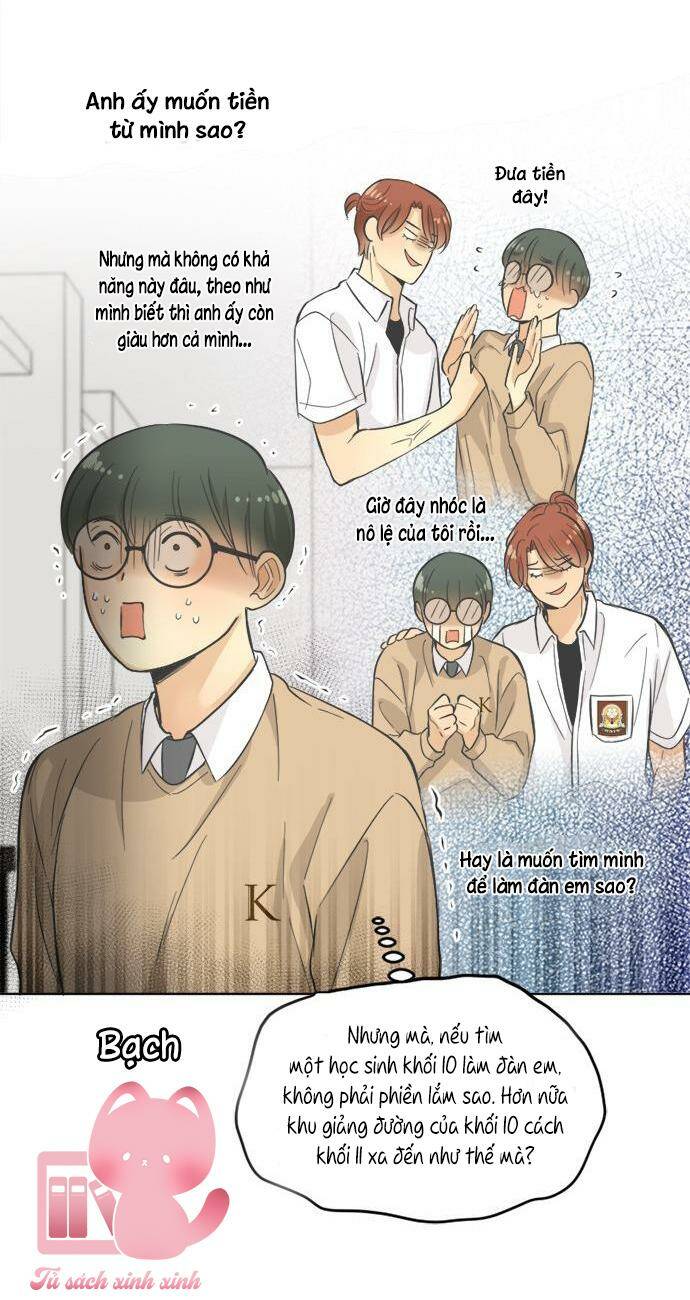 Anh ấy muốn tiền
từ mình sao?
Đưa tiền
đây!
Nhưng mà không có khả
năng này đâu, theo như
mình biết thì anh ấy còn
giàu hơn cả mình...
Giờ đây nhóc là
nô lệ của tôi rồi...
K
K
Hay là muốn tìm mình
để làm đàn em sao?
Nhưng mà, nếu tìm
một học sinh khối 10 làm đàn em,
không phải phiền lắm sao. Hơn nữa
khu giảng đường của khối 10 cách
khối 11 xa đến như thế mà?
Bạch
Tủ sách xinh xinh